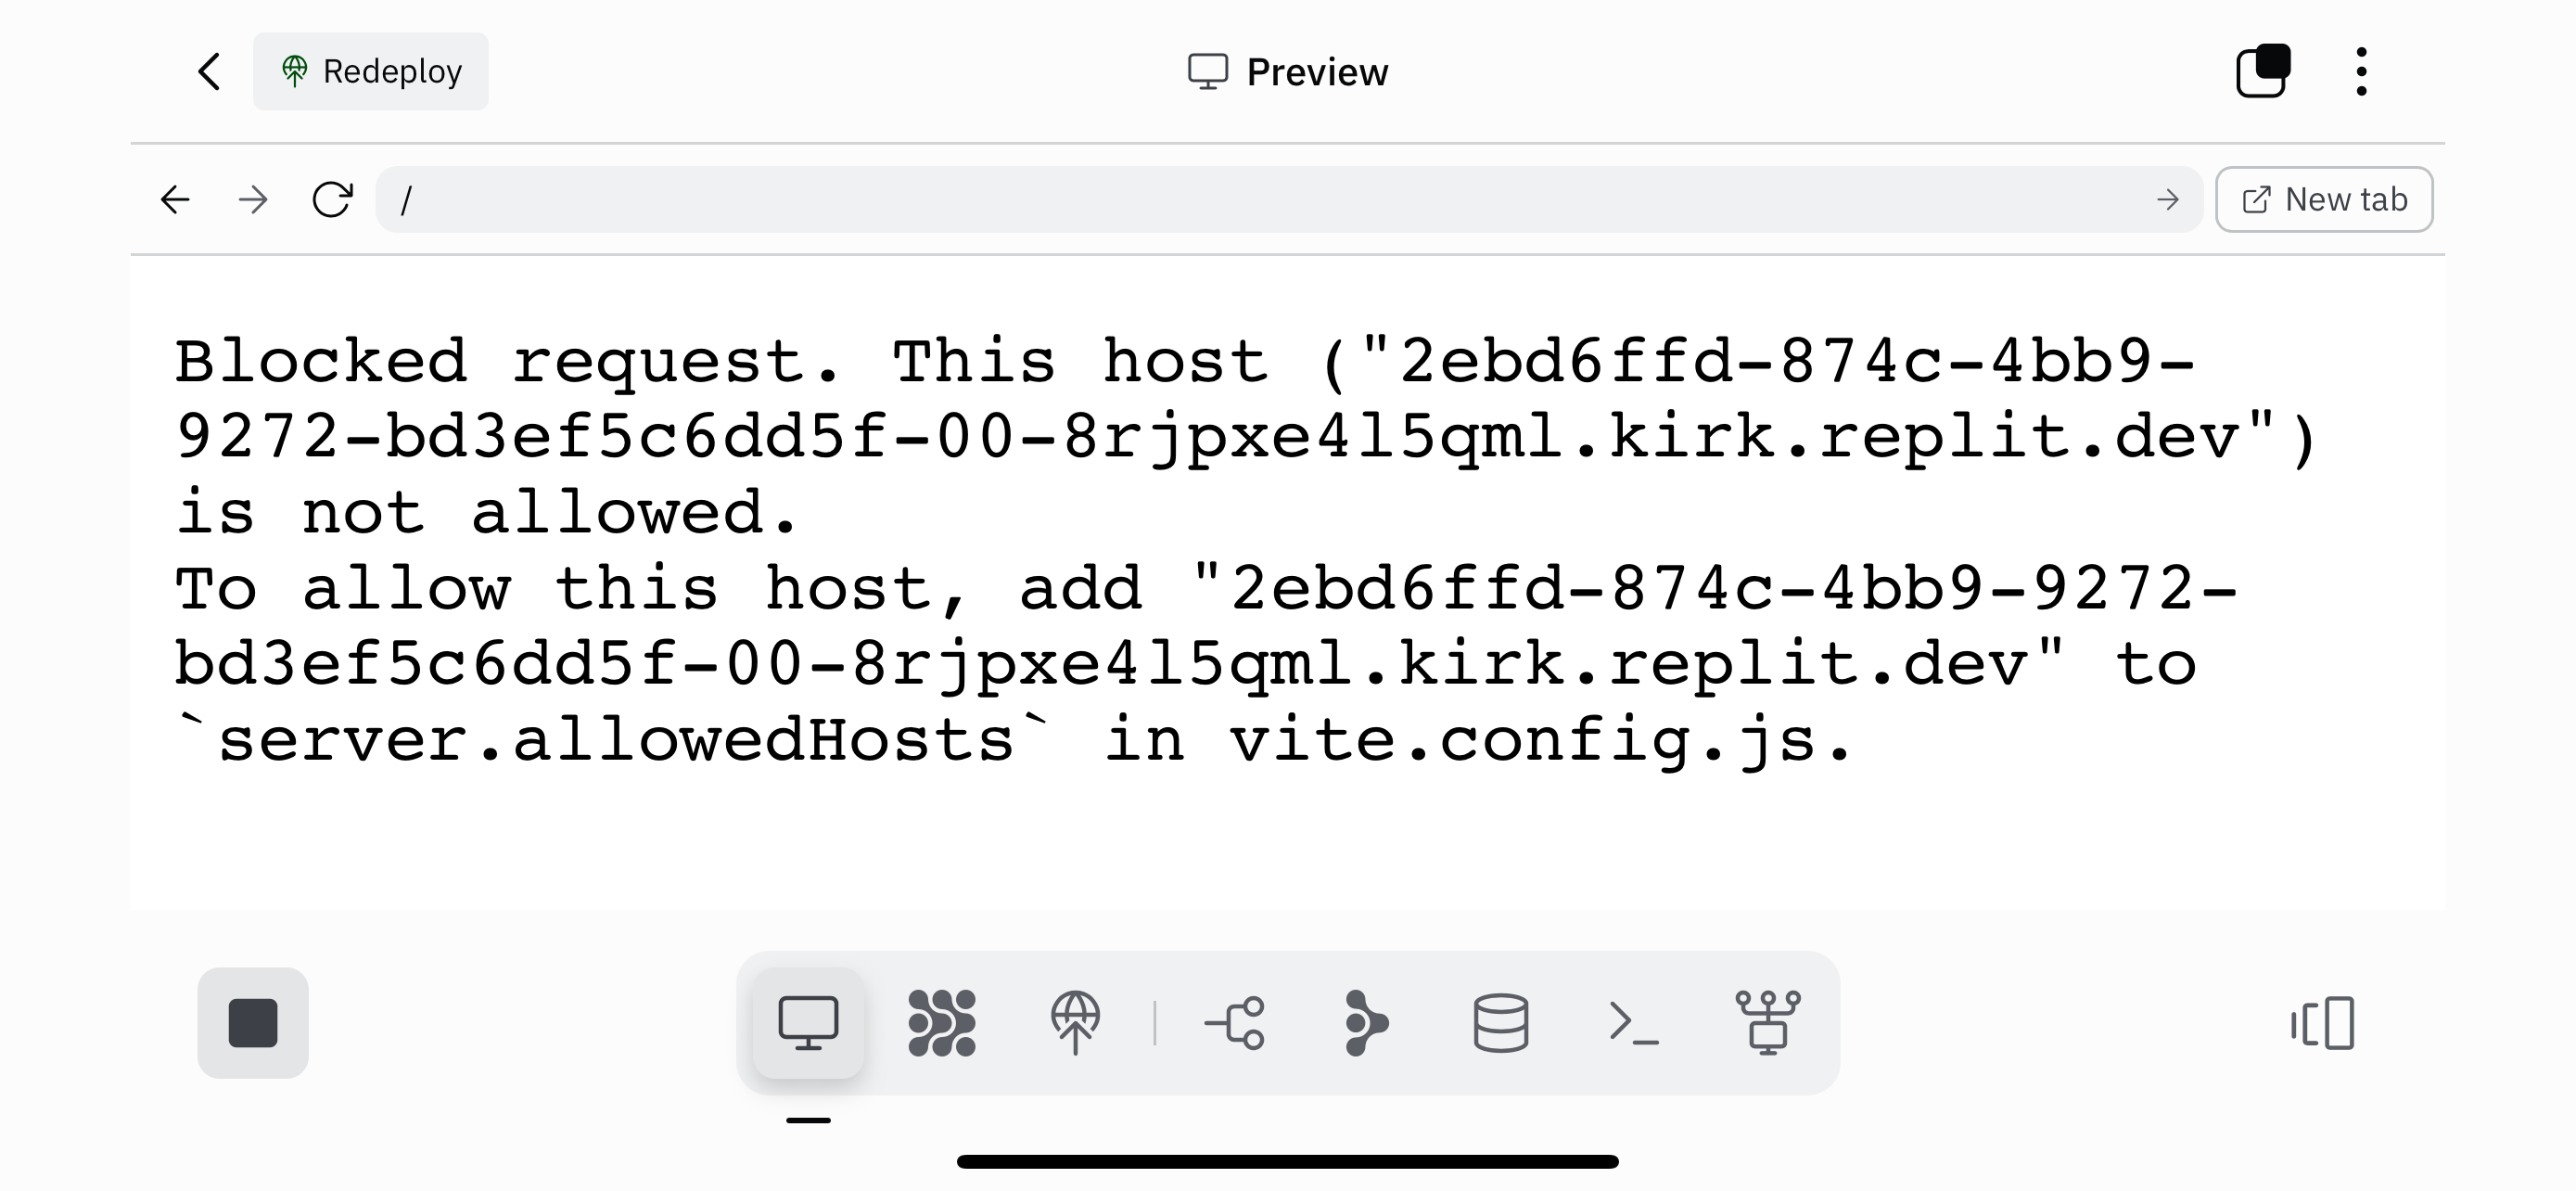 Redeploy
Preview
/
New tab
Blocked request. This host ("2ebd6ffd-874c-4bb9-
9272-bd3ef5c6dd5f-00-8rjpxe4l5qml.kirk.replit.dev")
is not allowed.
To allow this host, add "2ebd6ffd-874c-4bb9-9272-
bd3ef5c6dd5f-00-8rjpxe4l5qml.kirk.replit.dev" to
`server.allowedHosts` in vite.config.js.